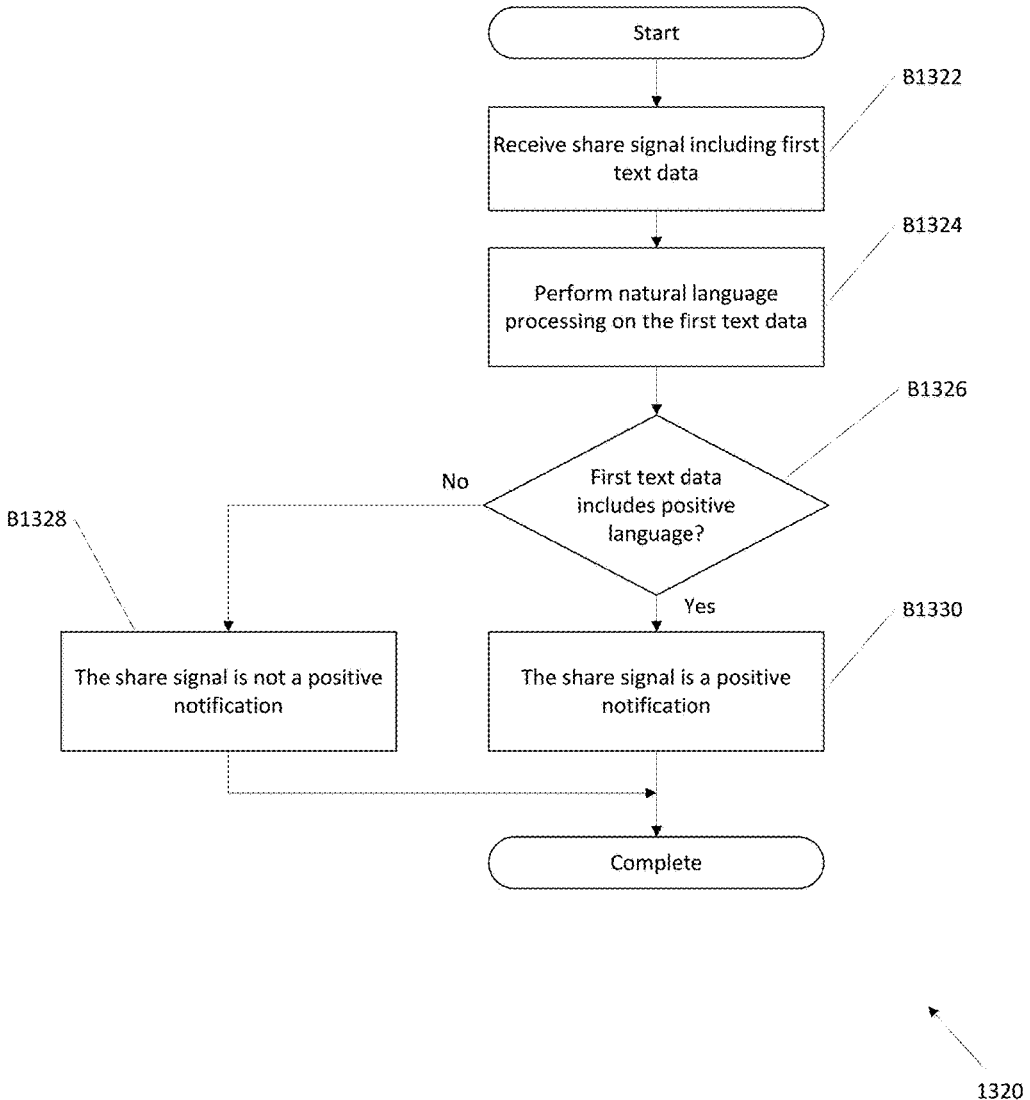 Start
B1322
Receive share signal including first
text data
B1324
Perform natural language
processing on the first text data
B1326
First text data
includes positive
language?
No
Yes
B1328
B1330
The share signal is not a positive
notification
The share signal is a positive
notification
Complete
1320